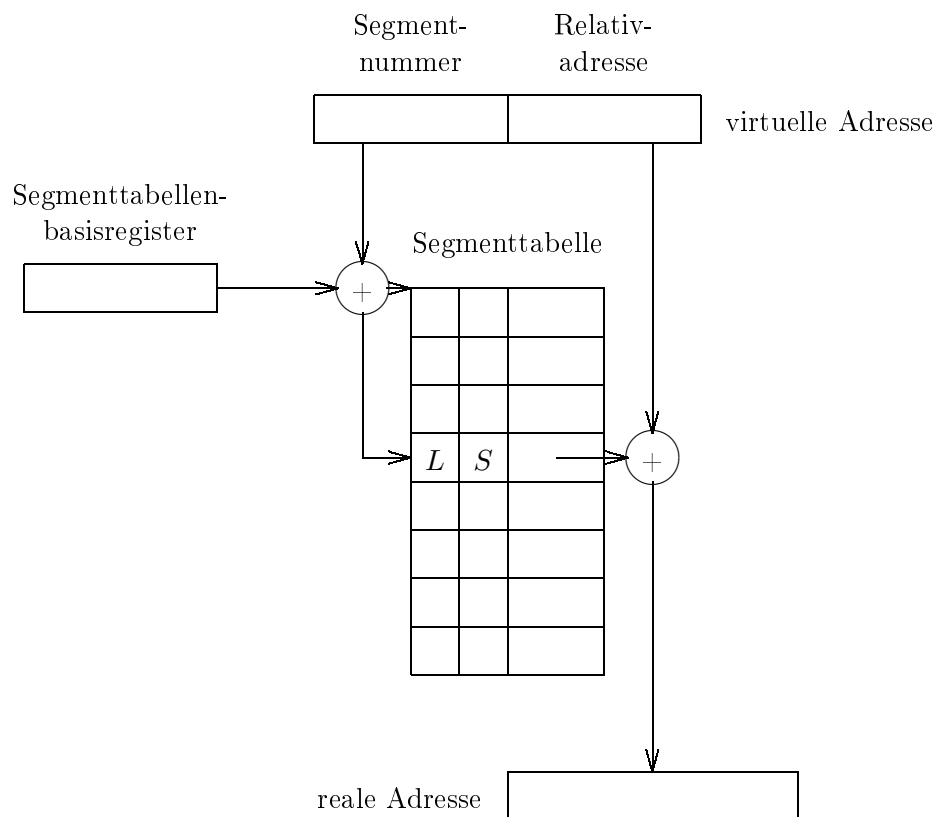 Segment-
nummer
Relativ-
adresse
virtuelle Adresse
Segmenttabellen-
basisregister
Segmenttabelle
+
L S
+
reale Adresse